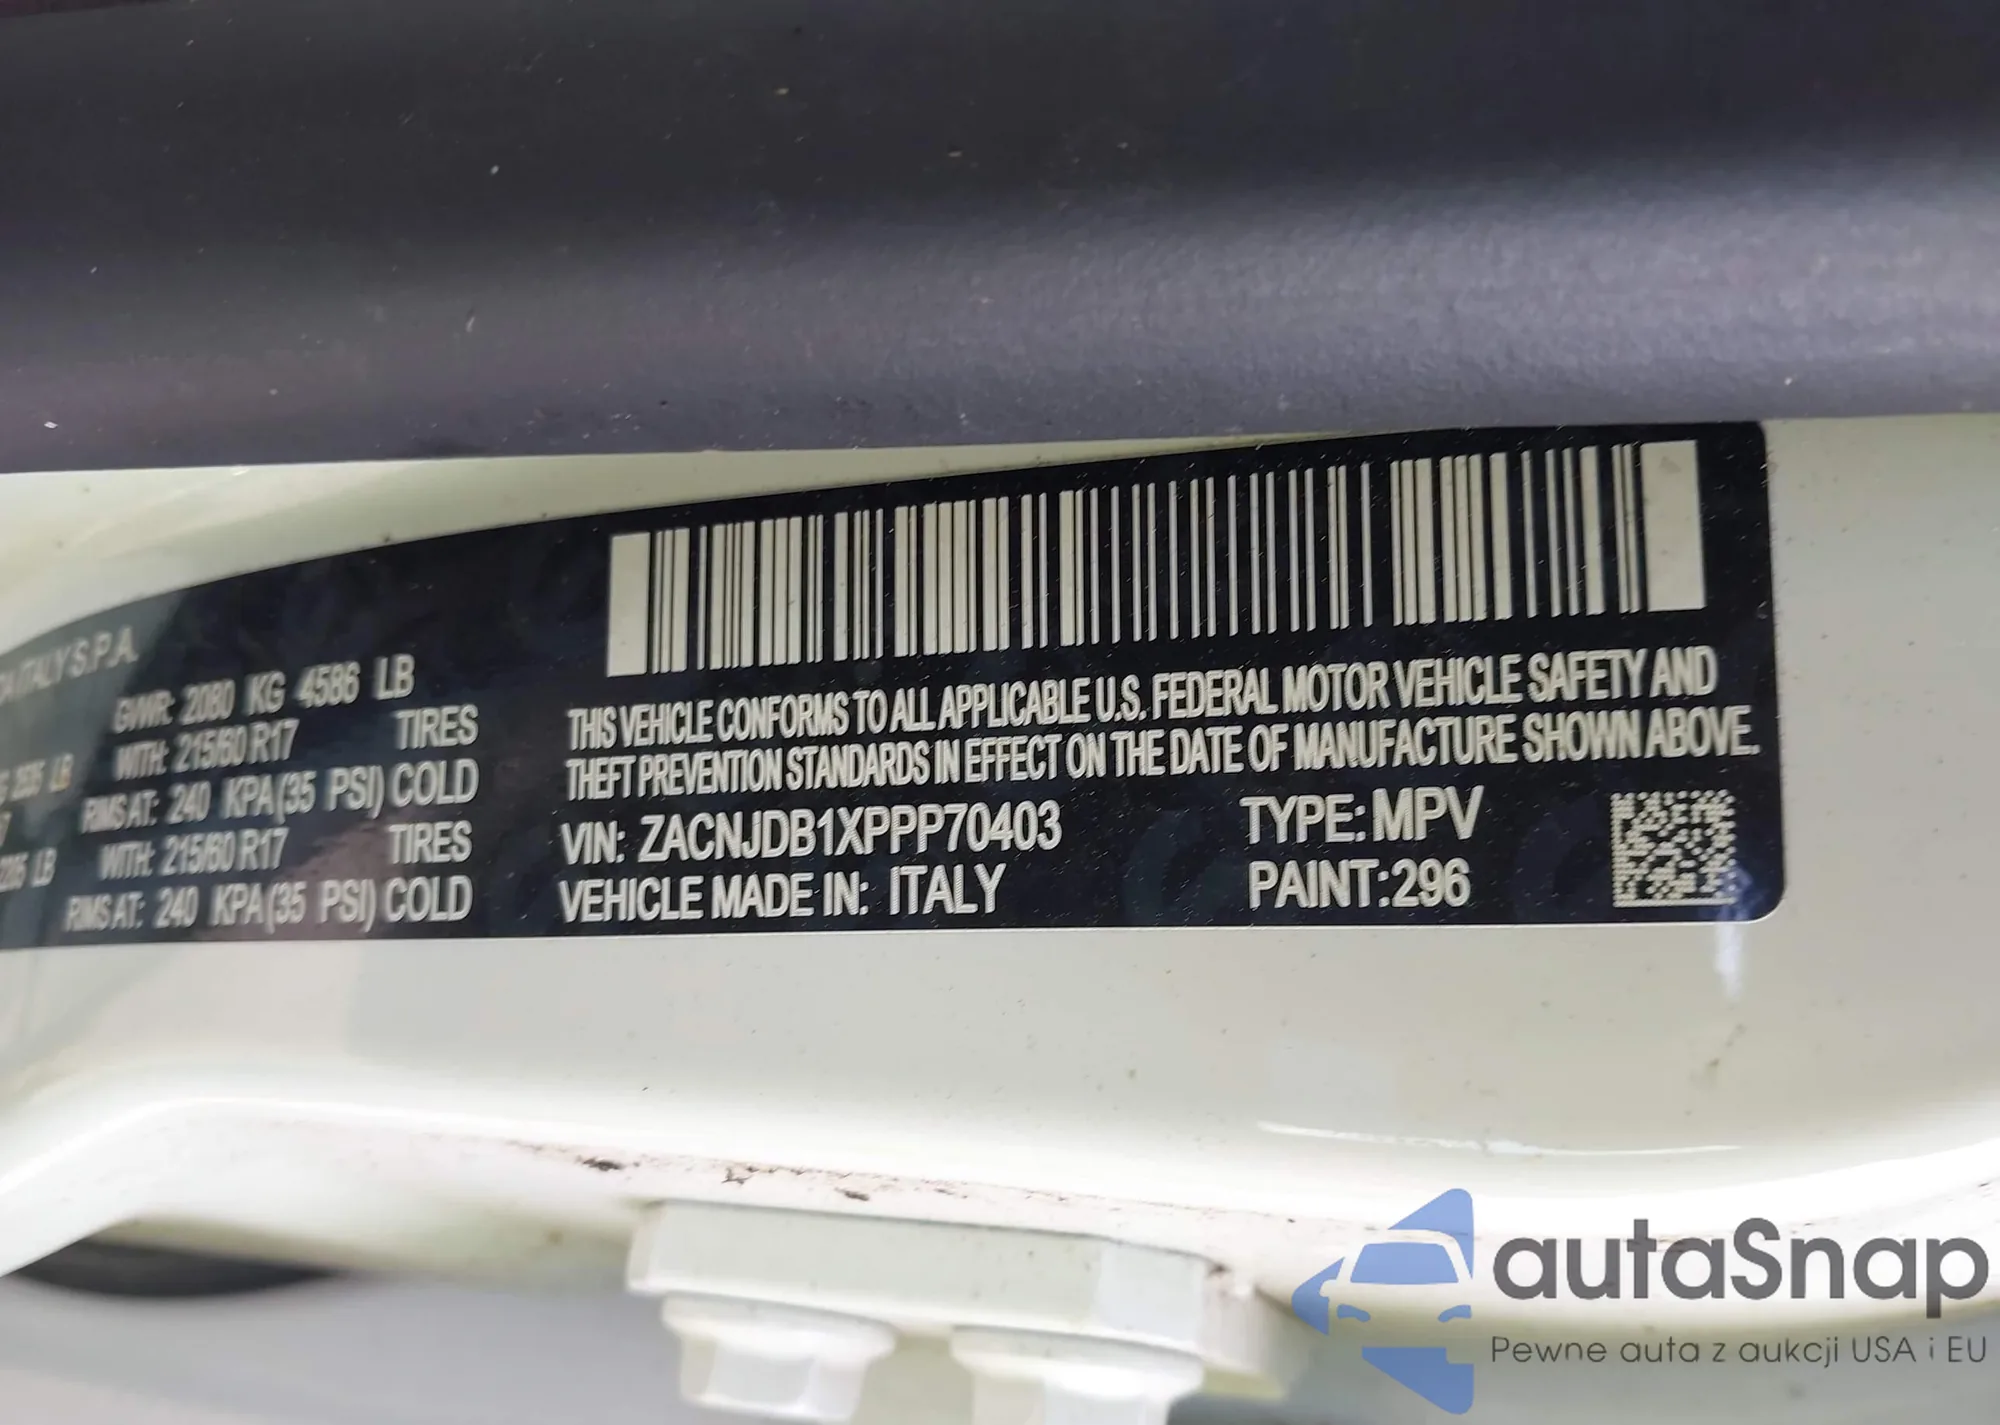 ITALY S.P.A.
GVWR: 2080 KG 4586 LB
WITH: 215/60 R17 TIRES
LB
RIMS AT: 240 KPA (35 PSI) COLD
WITH: 215/60 R17 TIRES
LB
RIMS AT: 240 KPA (35 PSI) COLD
THIS VEHICLE CONFORMS TO ALL APPLICABLE U.S. FEDERAL MOTOR VEHICLE SAFETY AND
THEFT PREVENTION STANDARDS IN EFFECT ON THE DATE OF MANUFACTURE SHOWN ABOVE.
VIN: ZACNJDB1XPPP70403 TYPE: MPV
VEHICLE MADE IN: ITALY PAINT: 296
autaSnap
Pewne auta z aukcji USA i EU